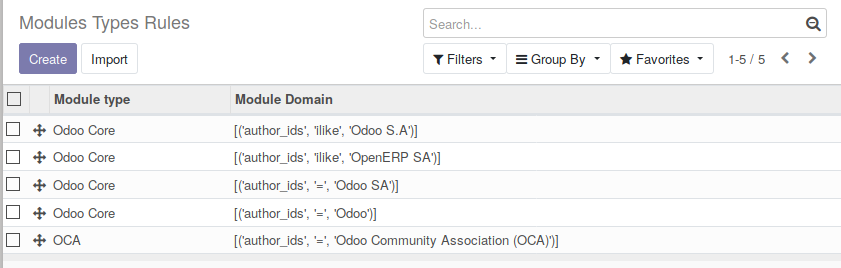 Modules Types Rules
Search...
Create Import Filters Group By Favorites 1-5 / 5
Module type Module Domain
Odoo Core [('author_ids', 'ilike', 'Odoo S.A')]
Odoo Core [('author_ids', 'ilike', 'OpenERP SA')]
Odoo Core [('author_ids', '=', 'Odoo SA')]
Odoo Core [('author_ids', '=', 'Odoo')]
OCA [('author_ids', '=', 'Odoo Community Association (OCA)')]